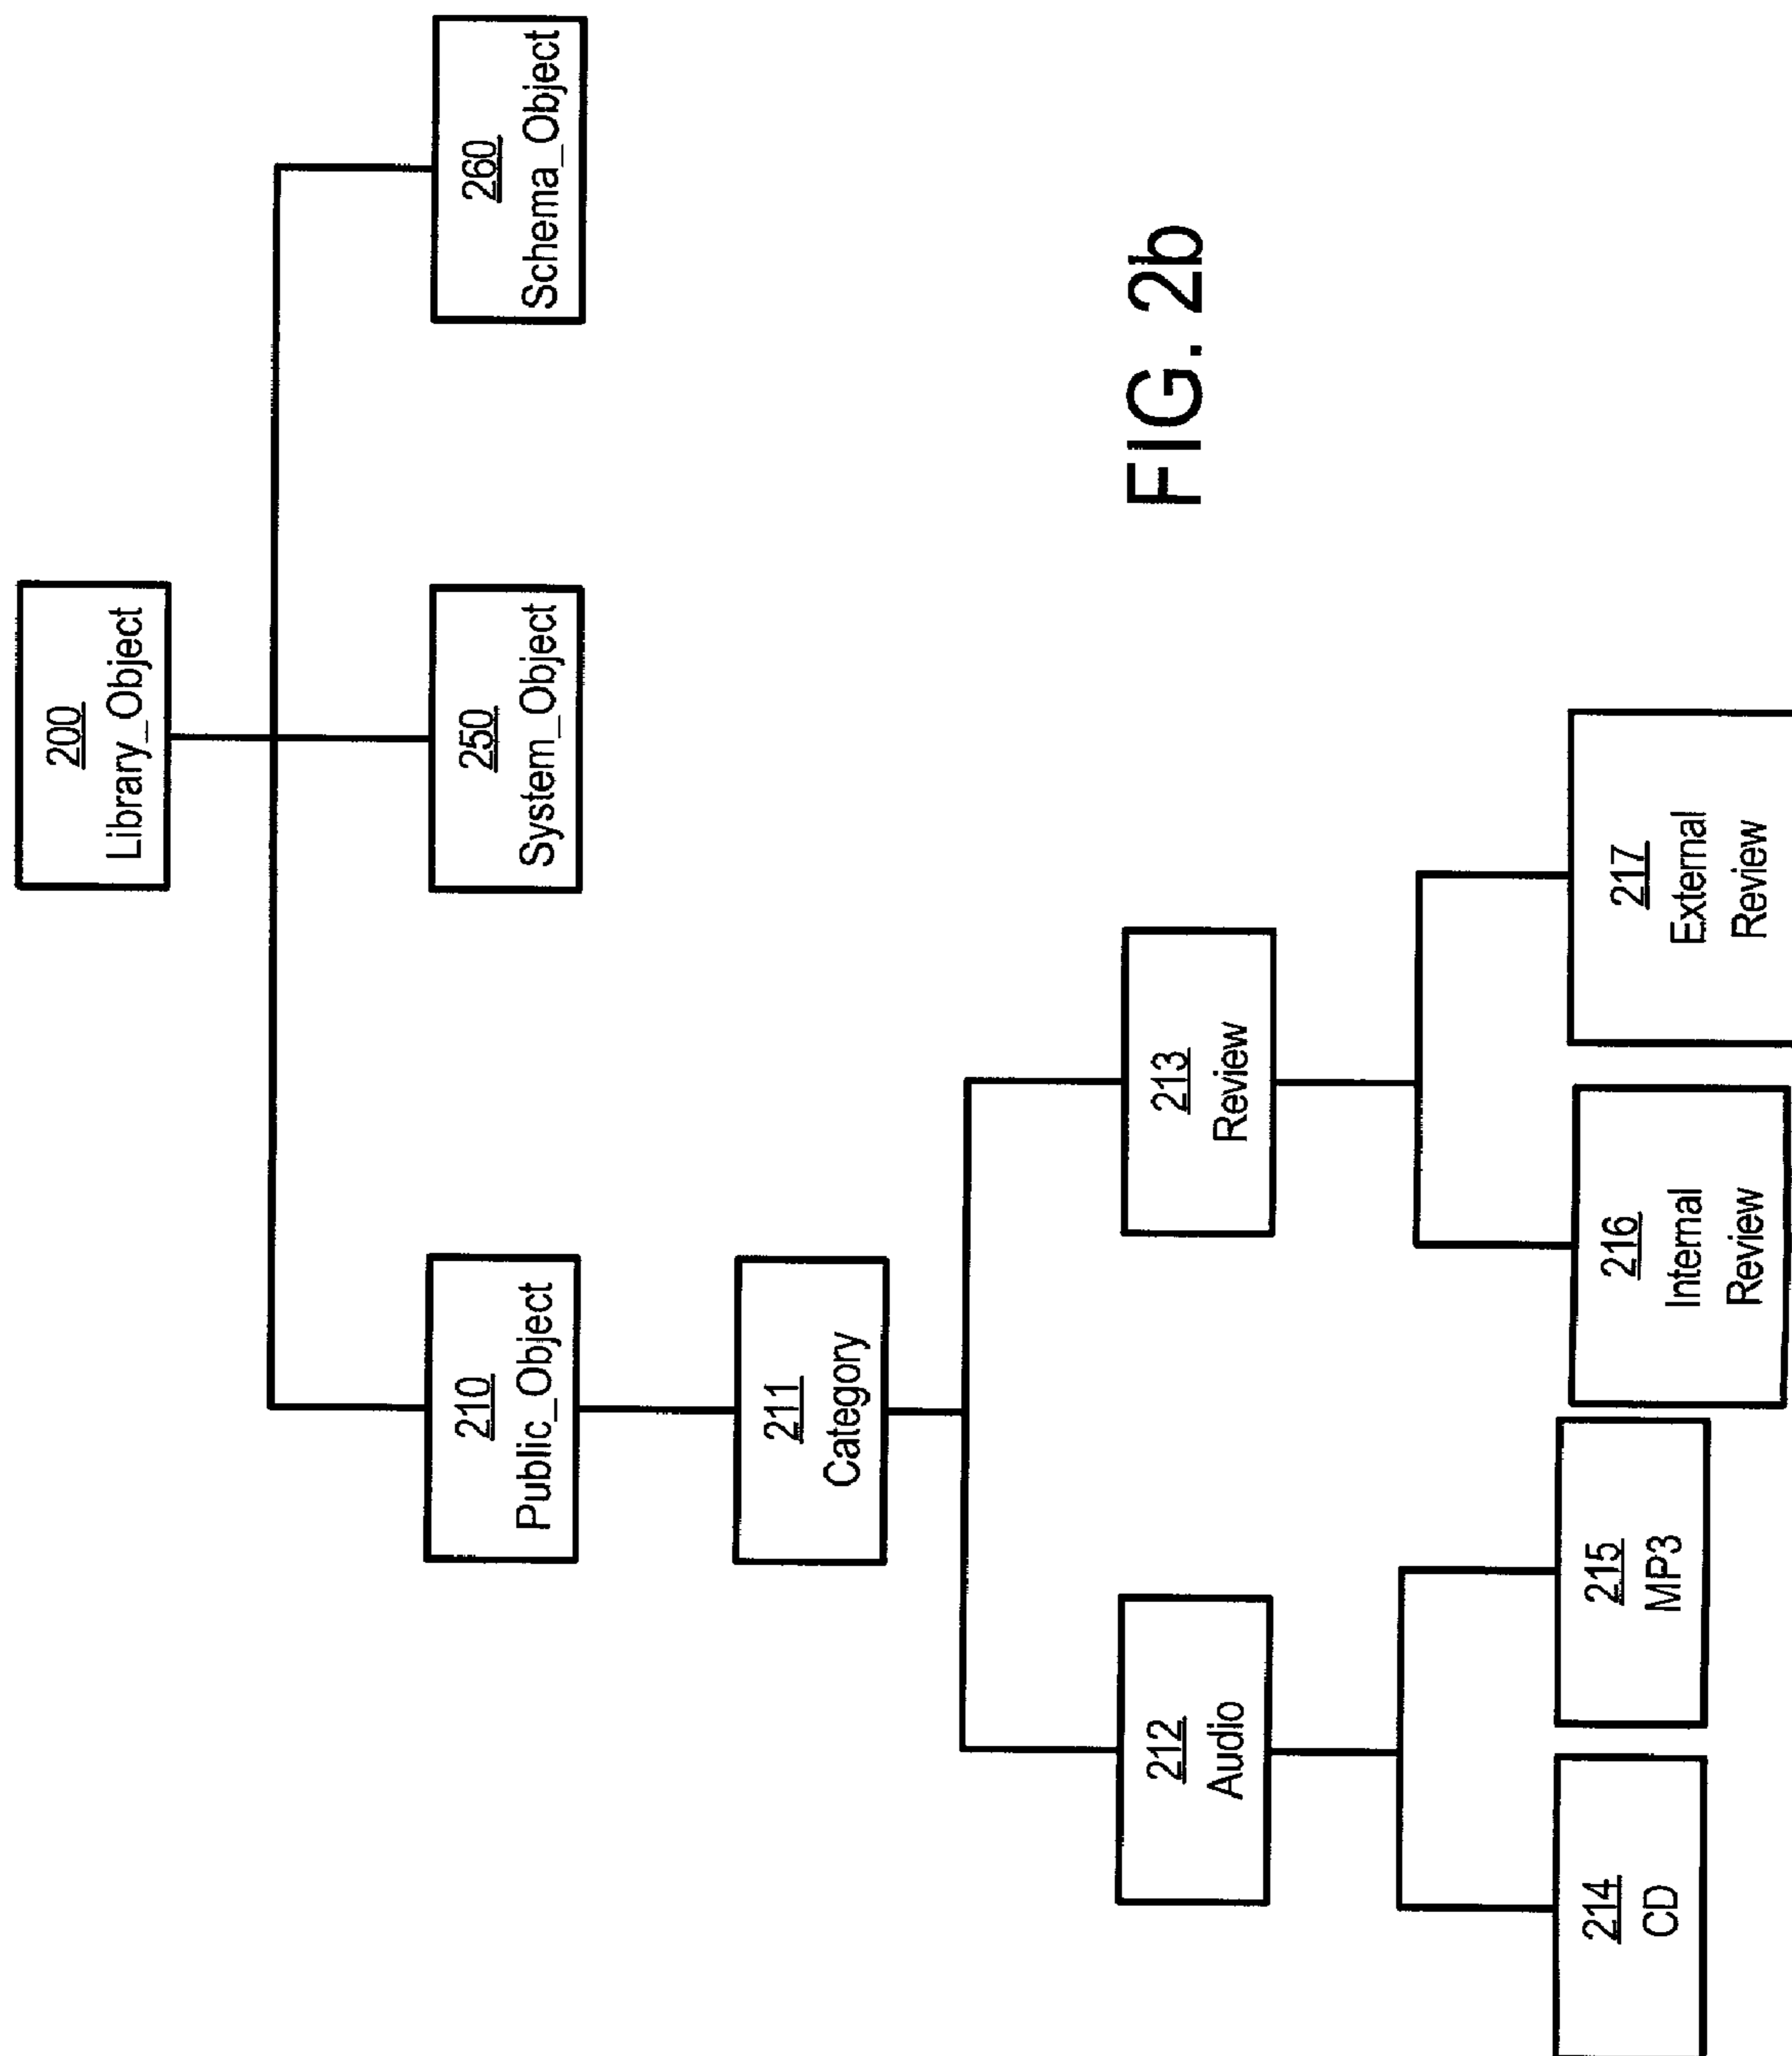 200
Library_Object
210
Public_Object
250
System_Object
260
Schema_Object
211
Category
212
Audio
213
Review
214
CD
215
MP3
216
Internal
Review
217
External
Review
FIG. 2b